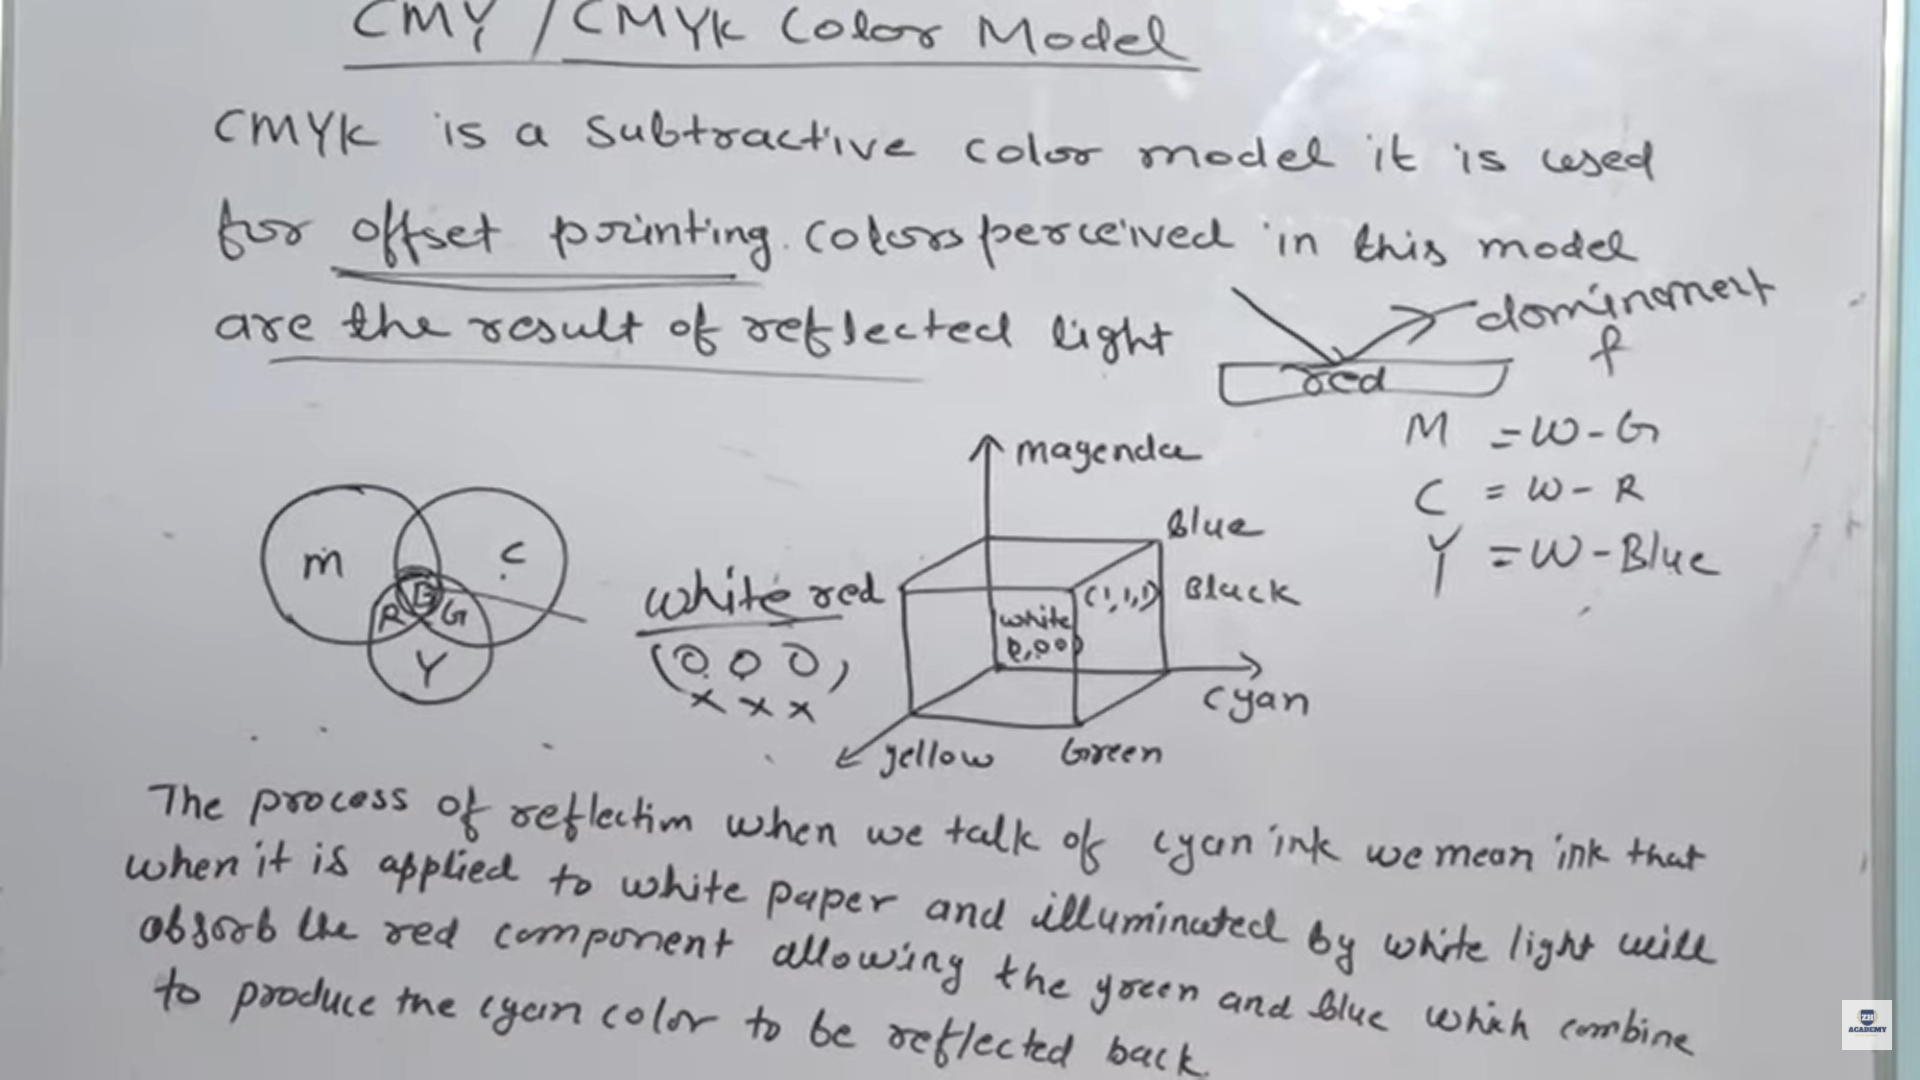 CMY / CMYK Color Model
CMYK is a subtractive color model it is used
for offset printing. Colors perceived in this model
are the result of reflected light
dominement
f
red
M = W - G
C = W - R
Y = W - Blue
magenda
Blue
(1,1,1) Black
white
0,0,0
red
cyan
yellow
Green
M
C
B
R
G
Y
white
(0 0 0)
x x x
The process of reflection when we talk of cyan ink we mean ink that
when it is applied to white paper and illuminated by white light will
absorb the red component allowing the green and blue which combine
to produce the cyan color to be reflected back.
ZH
ACADEMY